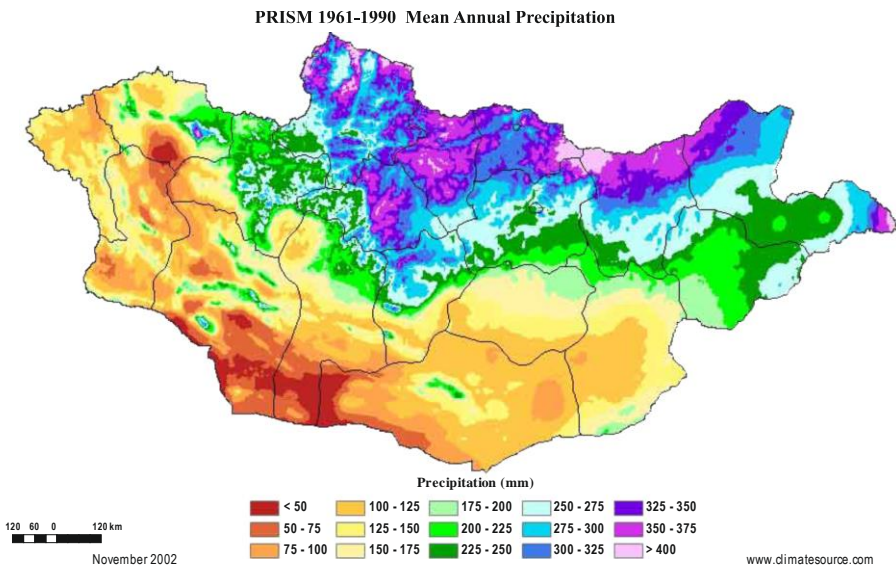 PRISM 1961-1990 Mean Annual Precipitation
Precipitation (mm)
< 50 100 - 125 175 - 200 250 - 275 325 - 350
50 - 75 125 - 150 200 - 225 275 - 300 350 - 375
75 - 100 150 - 175 225 - 250 300 - 325 > 400
120 60 0 120 km
November 2002 www.climatesource.com